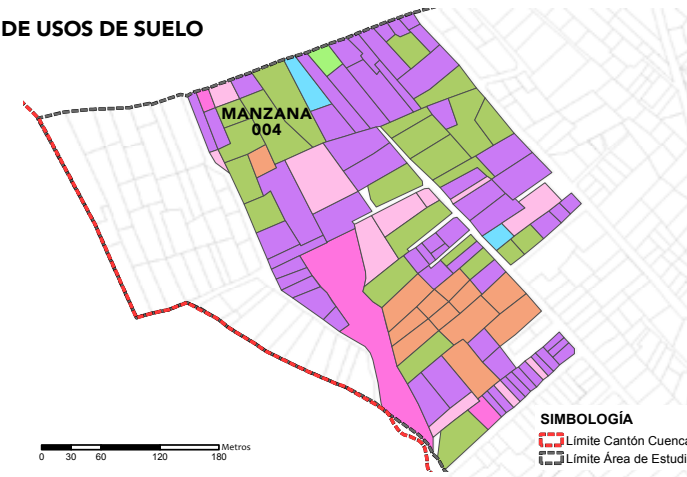 DE USOS DE SUELO
MANZANA
004
SIMBOLOGÍA
Límite Cantón Cuenca
Límite Área de Estudi
Metros
0 30 60 120 180